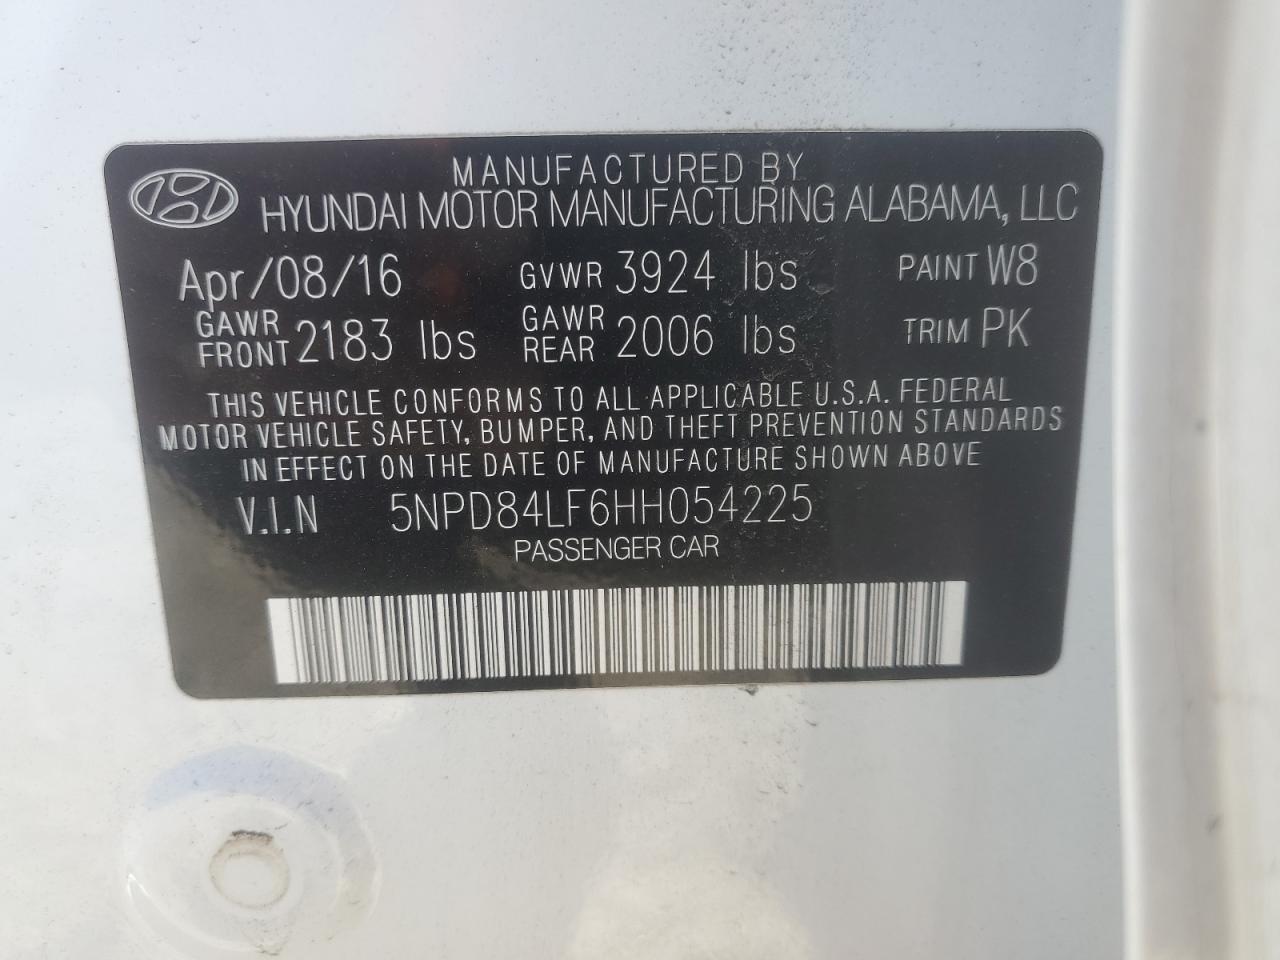 MANUFACTURED BY
HYUNDAI MOTOR MANUFACTURING ALABAMA, LLC
Apr/08/16 GVWR 3924 lbs PAINT W8
GAWR FRONT 2183 lbs GAWR REAR 2006 lbs TRIM PK
THIS VEHICLE CONFORMS TO ALL APPLICABLE U.S.A. FEDERAL
MOTOR VEHICLE SAFETY, BUMPER, AND THEFT PREVENTION STANDARDS
IN EFFECT ON THE DATE OF MANUFACTURE SHOWN ABOVE
V.I.N 5NPD84LF6HH054225
PASSENGER CAR